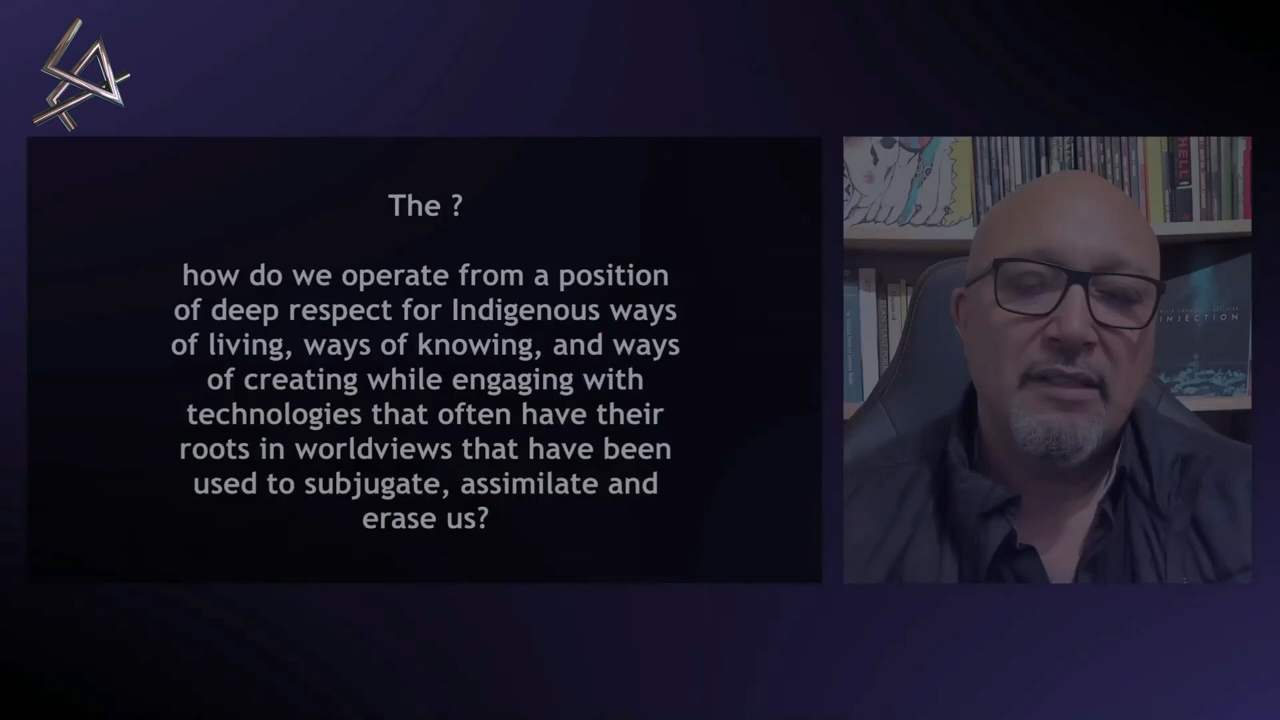 The ?
how do we operate from a position
of deep respect for Indigenous ways
of living, ways of knowing, and ways
of creating while engaging with
technologies that often have their
roots in worldviews that have been
used to subjugate, assimilate and
erase us?
HELL
INJECTION